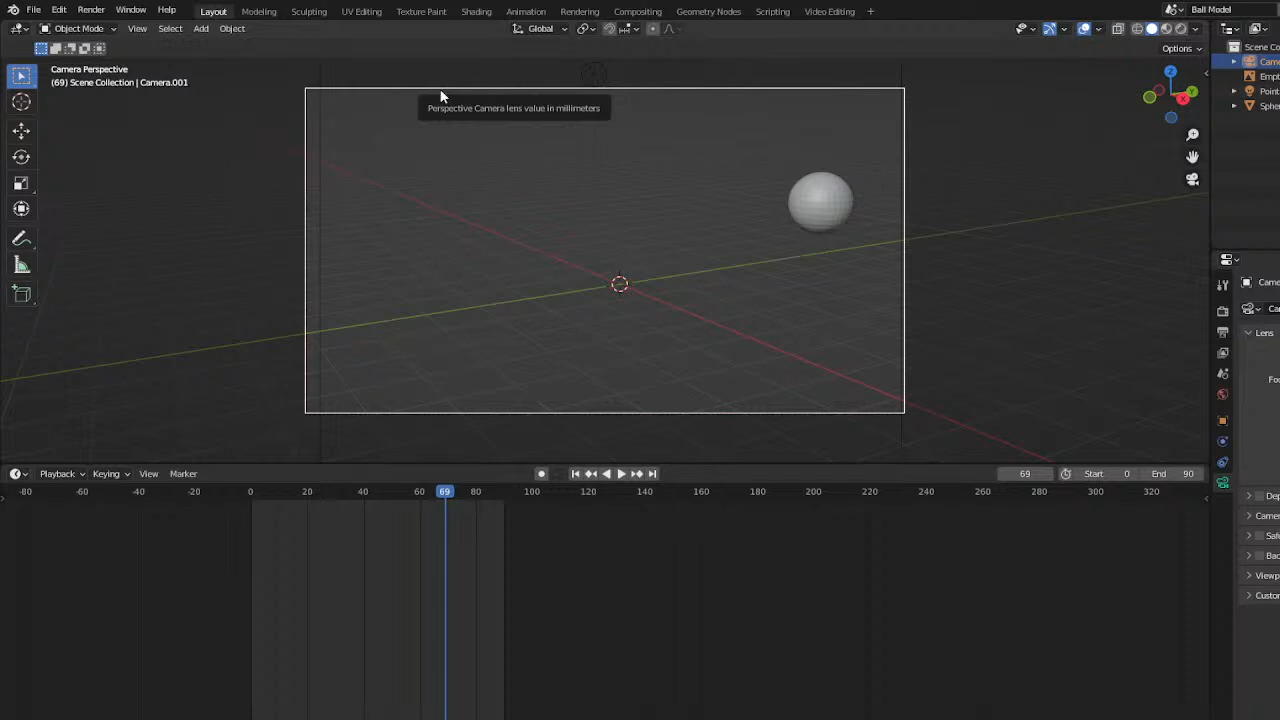 File Edit Render Window Help Layout Modeling Sculpting UV Editing Texture Paint Shading Animation Rendering Compositing Geometry Nodes Scripting Video Editing + Ball Model
Object Mode View Select Add Object Global
Options
Scene Co
Came
Empt
Point
Sphe
Camera Perspective
(69) Scene Collection | Camera.001
Perspective Camera lens value in millimeters
Z
Y
X
Came
Ca
Lens
Foc
Playback Keying View Marker 69 Start 0 End 90
-80 -60 -40 -20 0 20 40 60 69 80 100 120 140 160 180 200 220 240 260 280 300 320
Dep
Camer
Safe
Bac
Viewp
Custo